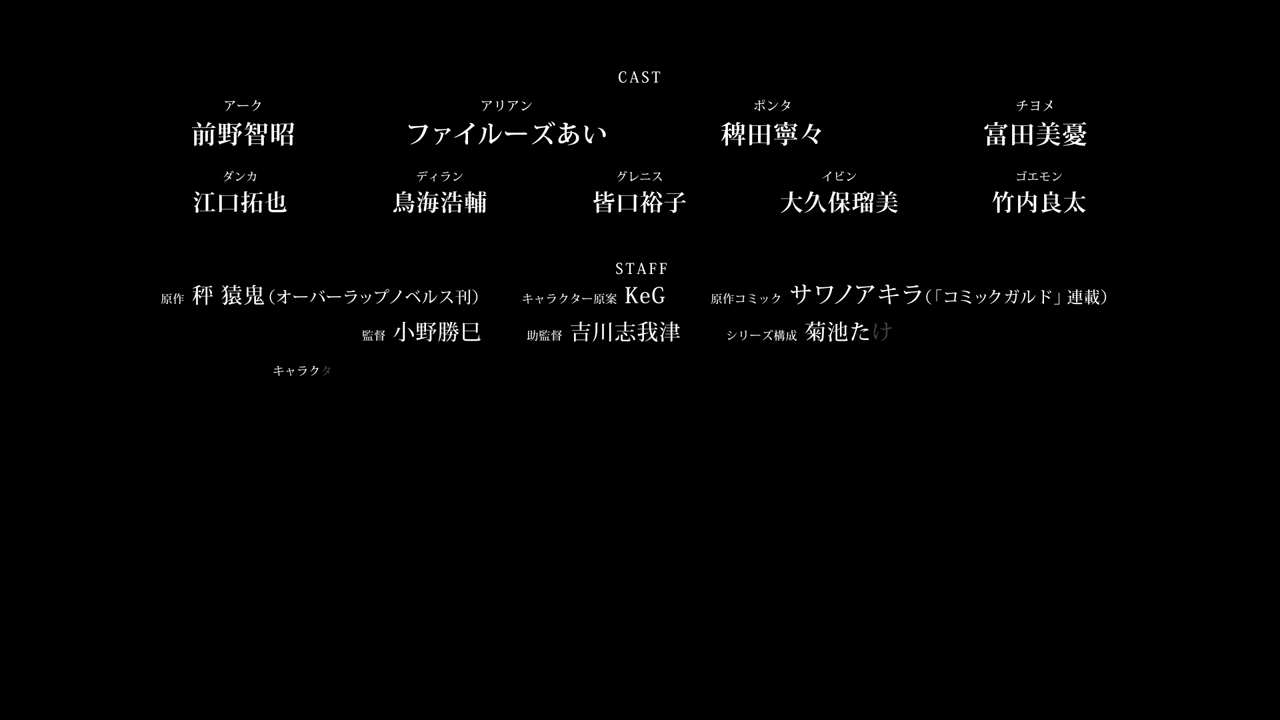 CAST
アーク アリアン ポンタ チヨメ
前野智昭 ファイルーズあい 稗田寧々 富田美憂
ダンカ ディラン グレニス イビン ゴエモン
江口拓也 鳥海浩輔 皆口裕子 大久保瑠美 竹内良太
STAFF
原作 秤 猿鬼(オーバーラップノベルス刊) キャラクター原案 KeG 原作コミック サワノアキラ(「コミックガルド」連載)
監督 小野勝巳 助監督 吉川志我津 シリーズ構成 菊池たけ
キャラクタ